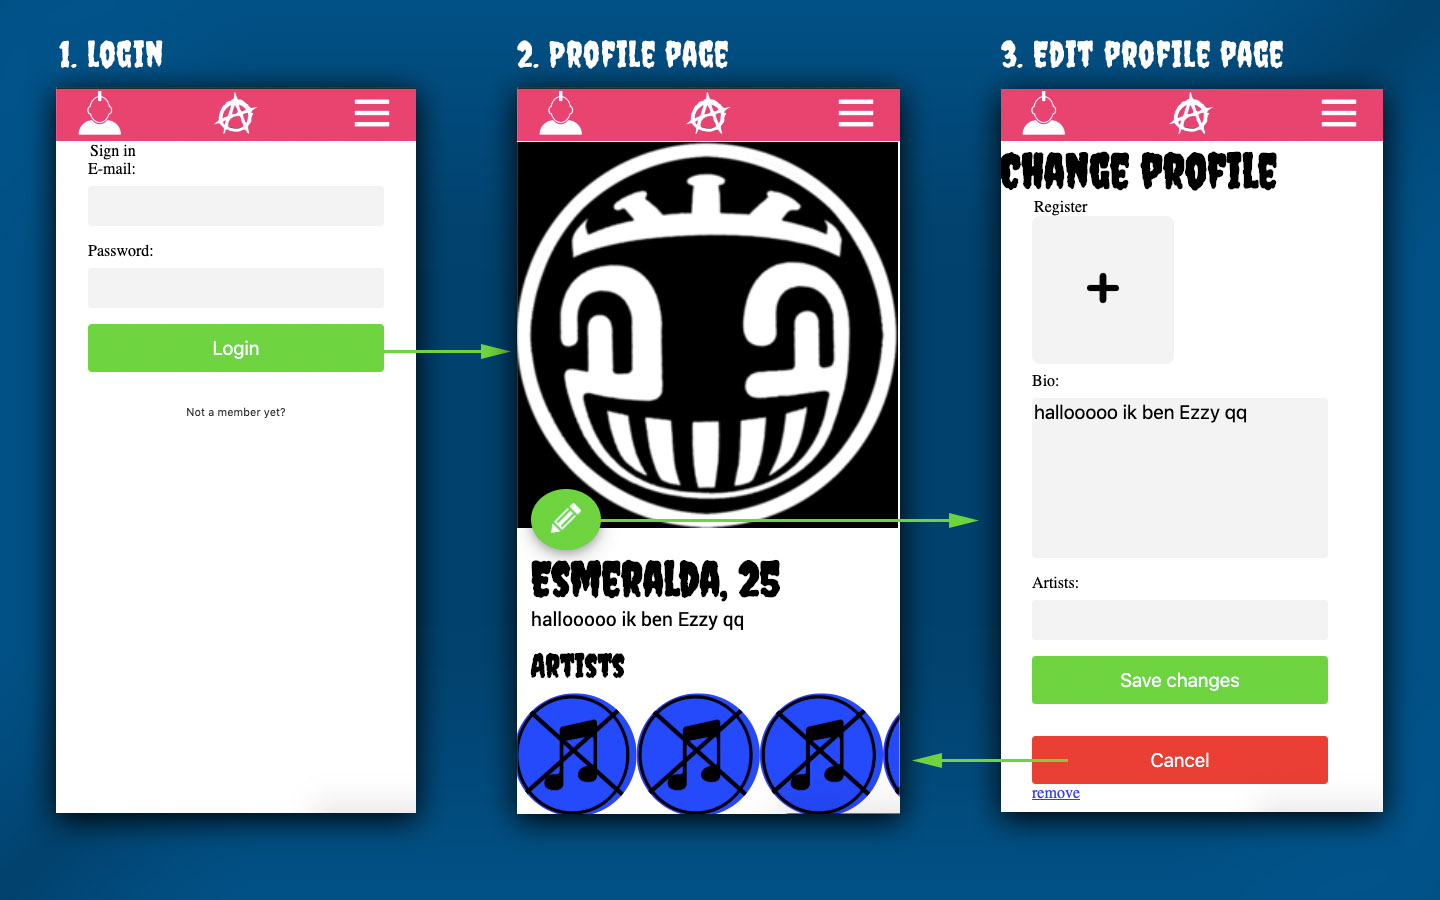 1. LOGIN
Sign in
E-mail:
Password:
Login
Not a member yet?
2. PROFILE PAGE
ESMERALDA, 25
hallooooo ik ben Ezzy qq
ARTISTS
3. EDIT PROFILE PAGE
CHANGE PROFILE
Register
Bio:
hallooooo ik ben Ezzy qq
Artists:
Save changes
Cancel
remove